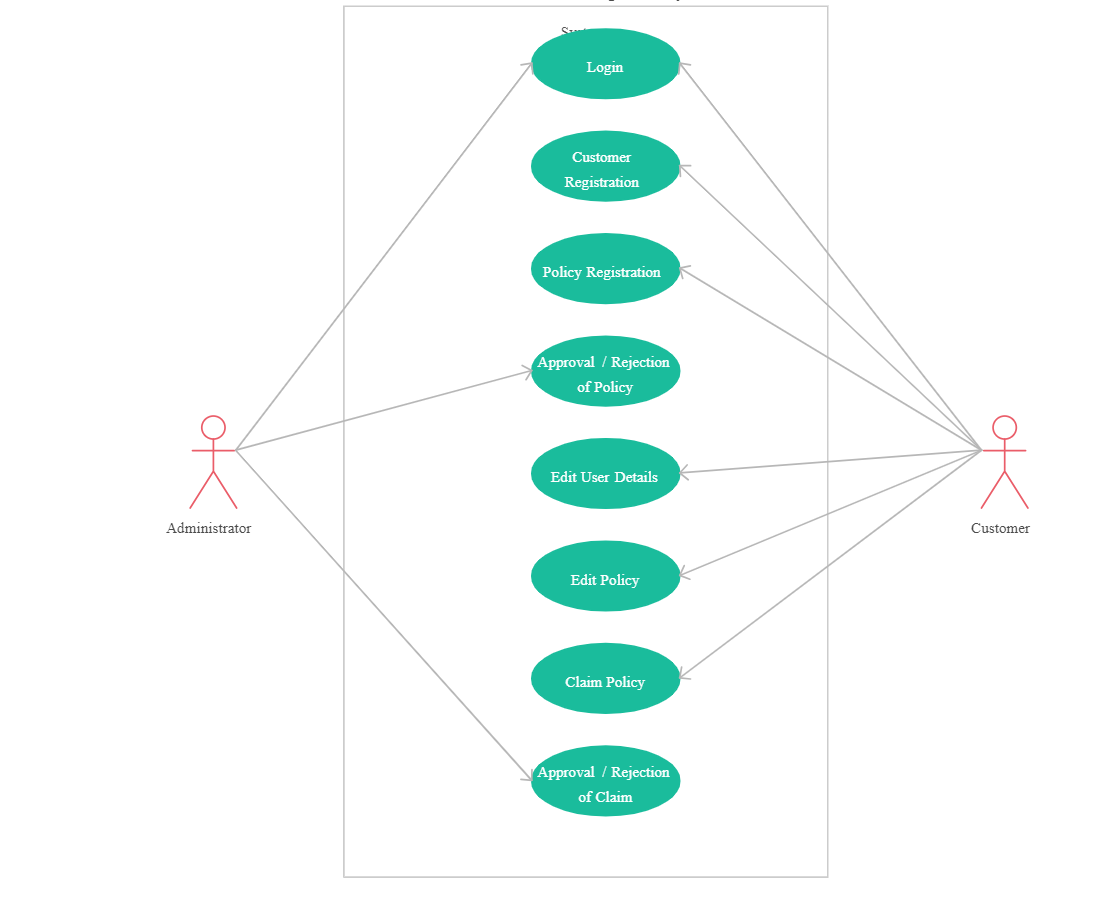 Login
Customer
Registration
Policy Registration
Approval / Rejection
of Policy
Edit User Details
Administrator
Customer
Edit Policy
Claim Policy
Approval / Rejection
of Claim